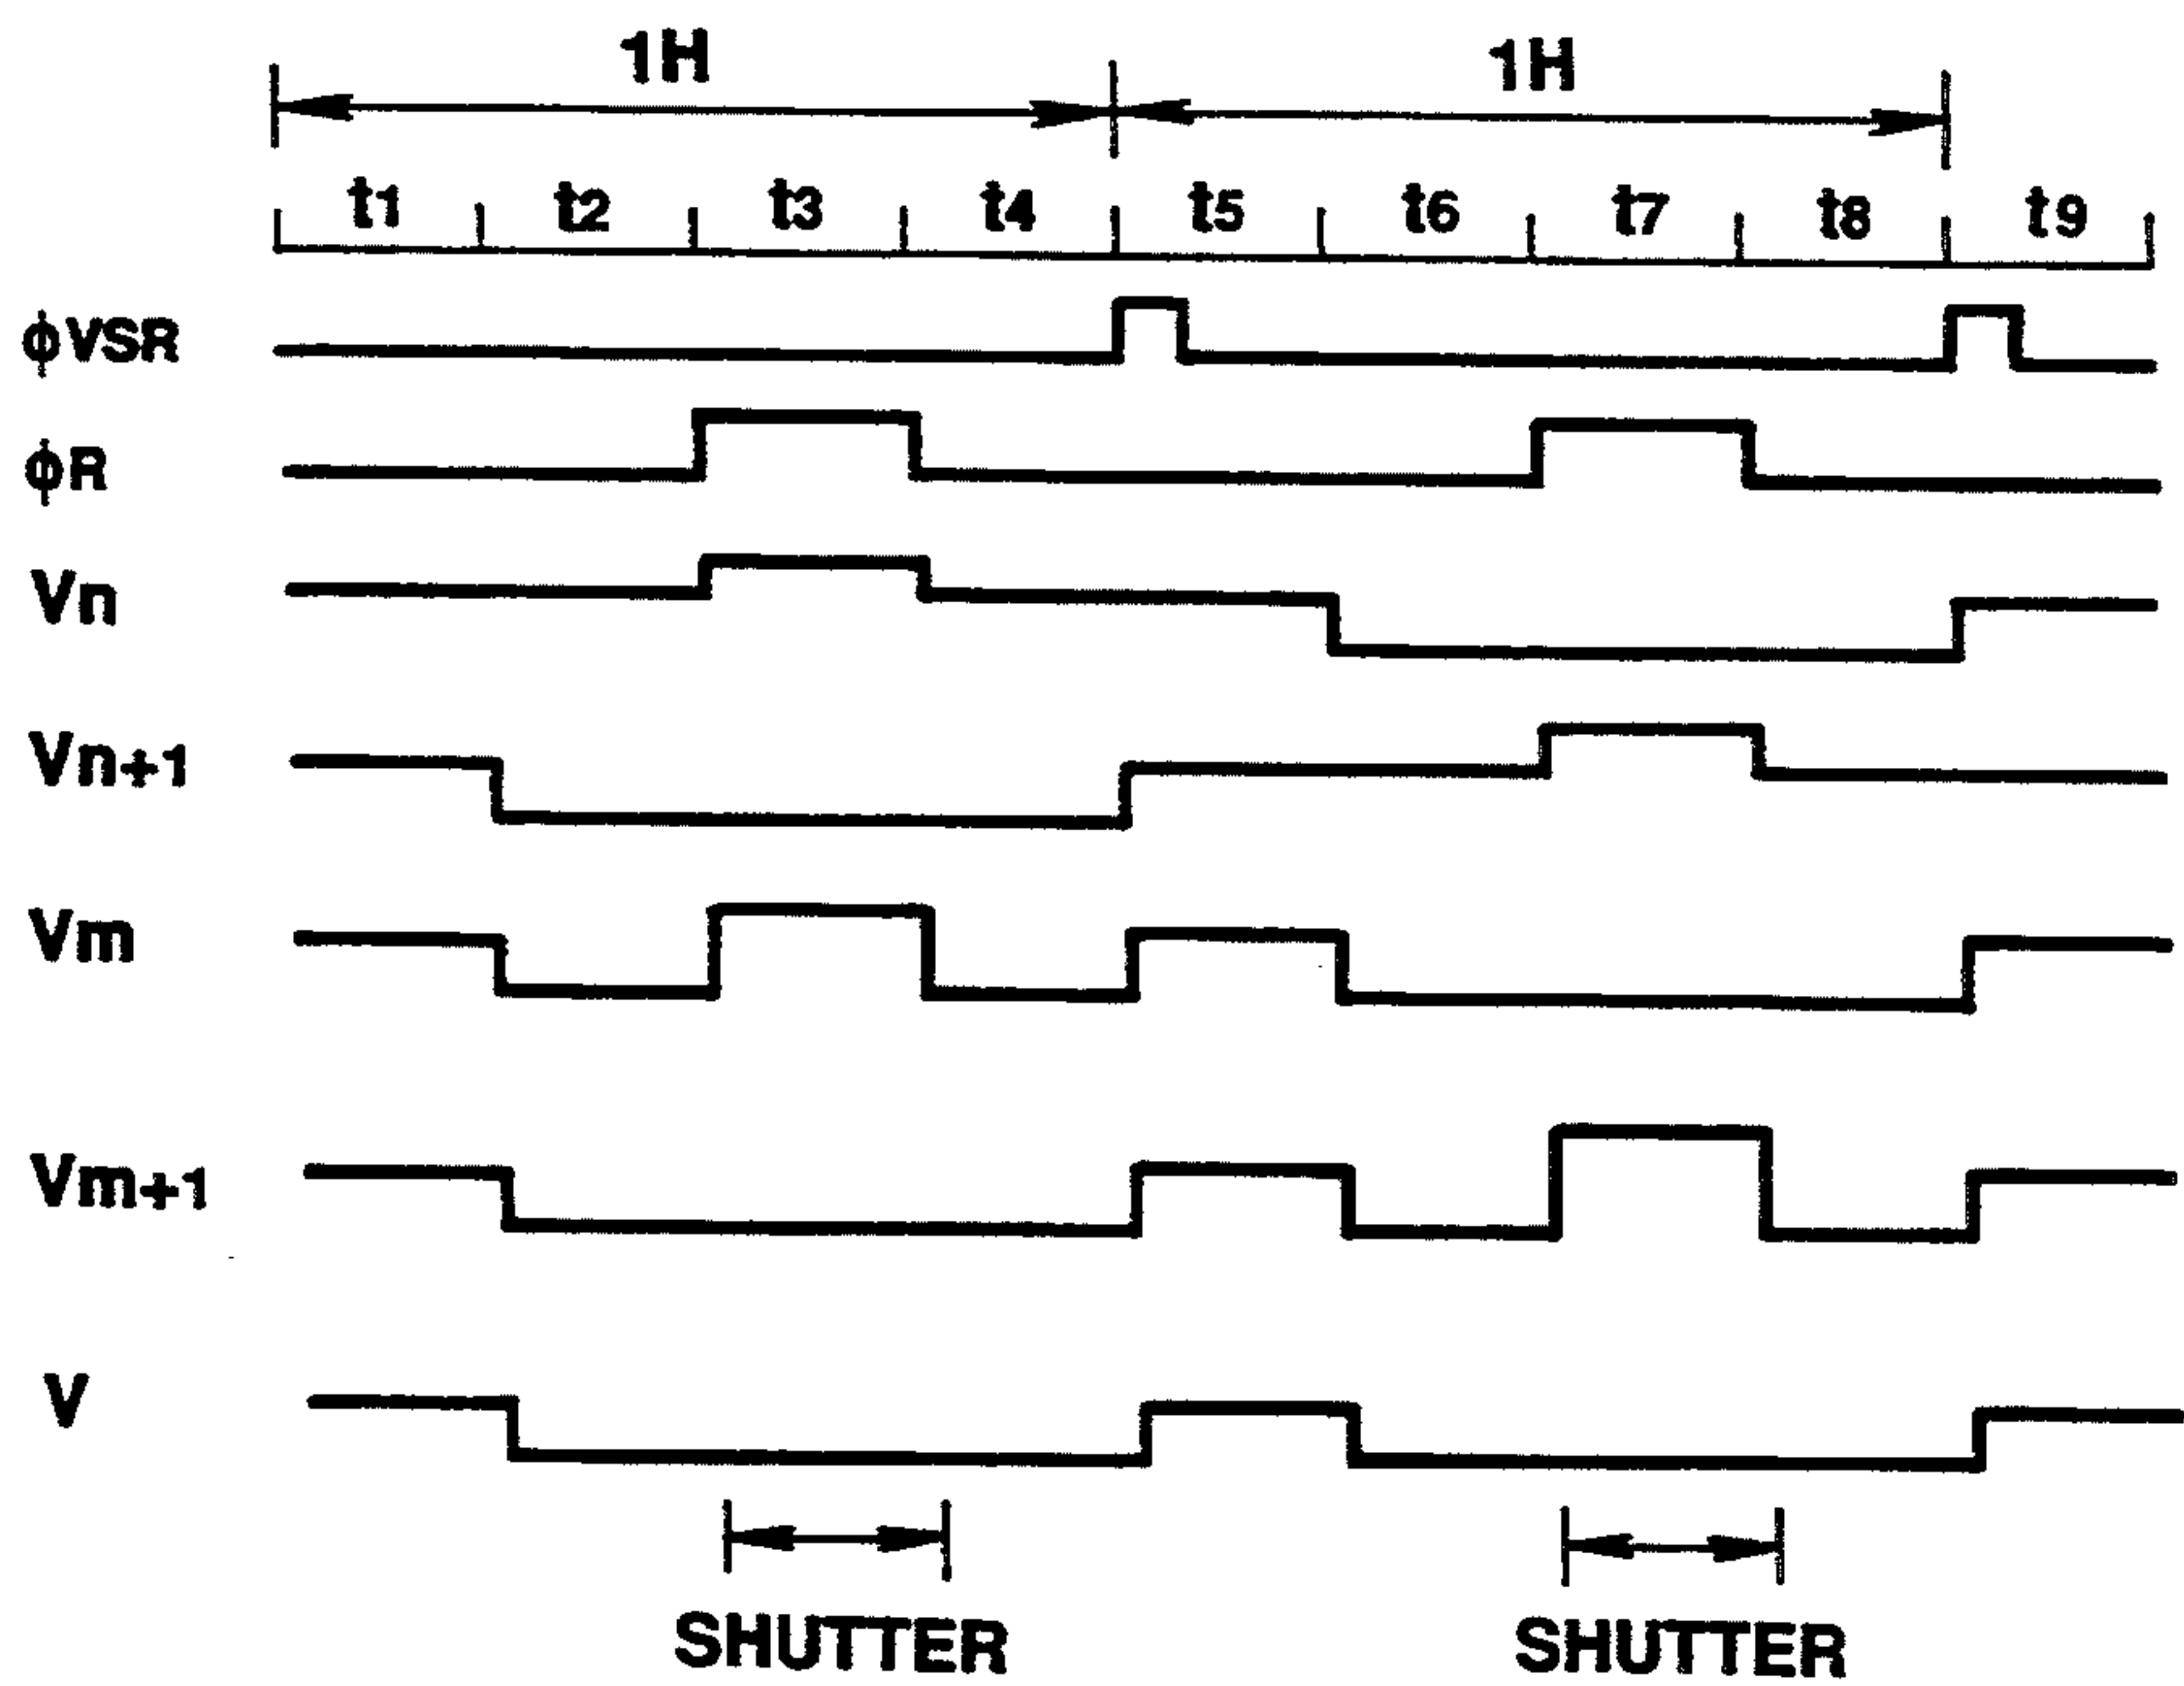 1H 1H
t1 t2 t3 t4 t5 t6 t7 t8 t9
ϕVSR
ϕR
Vn
Vn+1
Vm
Vm+1
V
SHUTTER SHUTTER